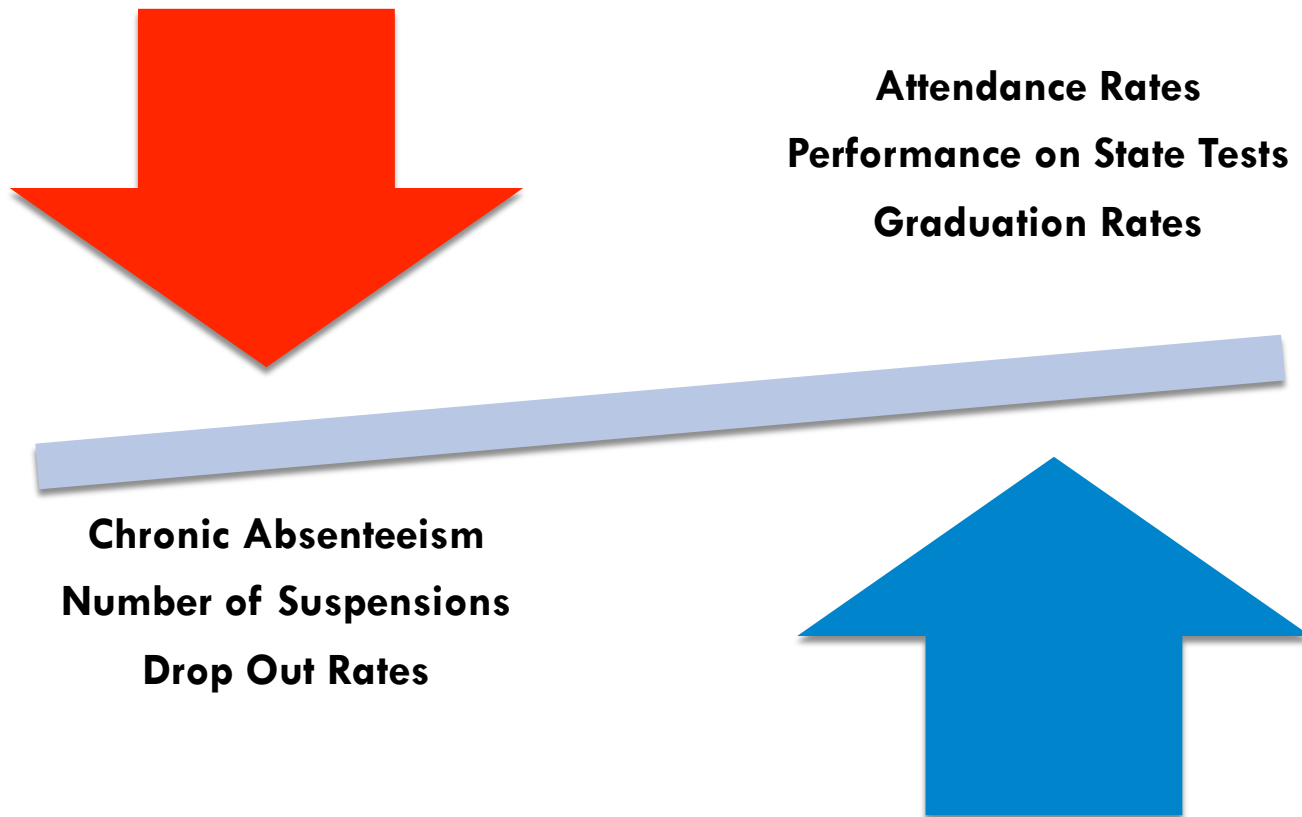 Attendance Rates
Performance on State Tests
Graduation Rates
Chronic Absenteeism
Number of Suspensions
Drop Out Rates